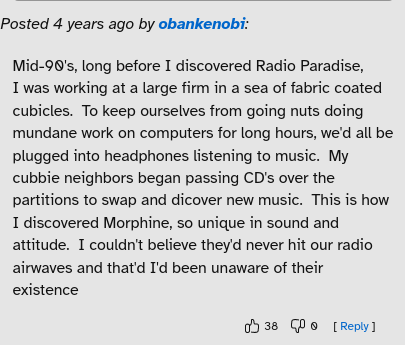 Posted 4 years ago by obankenobi:
Mid-90's, long before I discovered Radio Paradise,
I was working at a large firm in a sea of fabric coated
cubicles.  To keep ourselves from going nuts doing
mundane work on computers for long hours, we'd all be
plugged into headphones listening to music.  My
cubbie neighbors began passing CD's over the
partitions to swap and dicover new music.  This is how
I discovered Morphine, so unique in sound and
attitude.  I couldn't believe they'd never hit our radio
airwaves and that'd I'd been unaware of their
existence
38 0 [ Reply ]